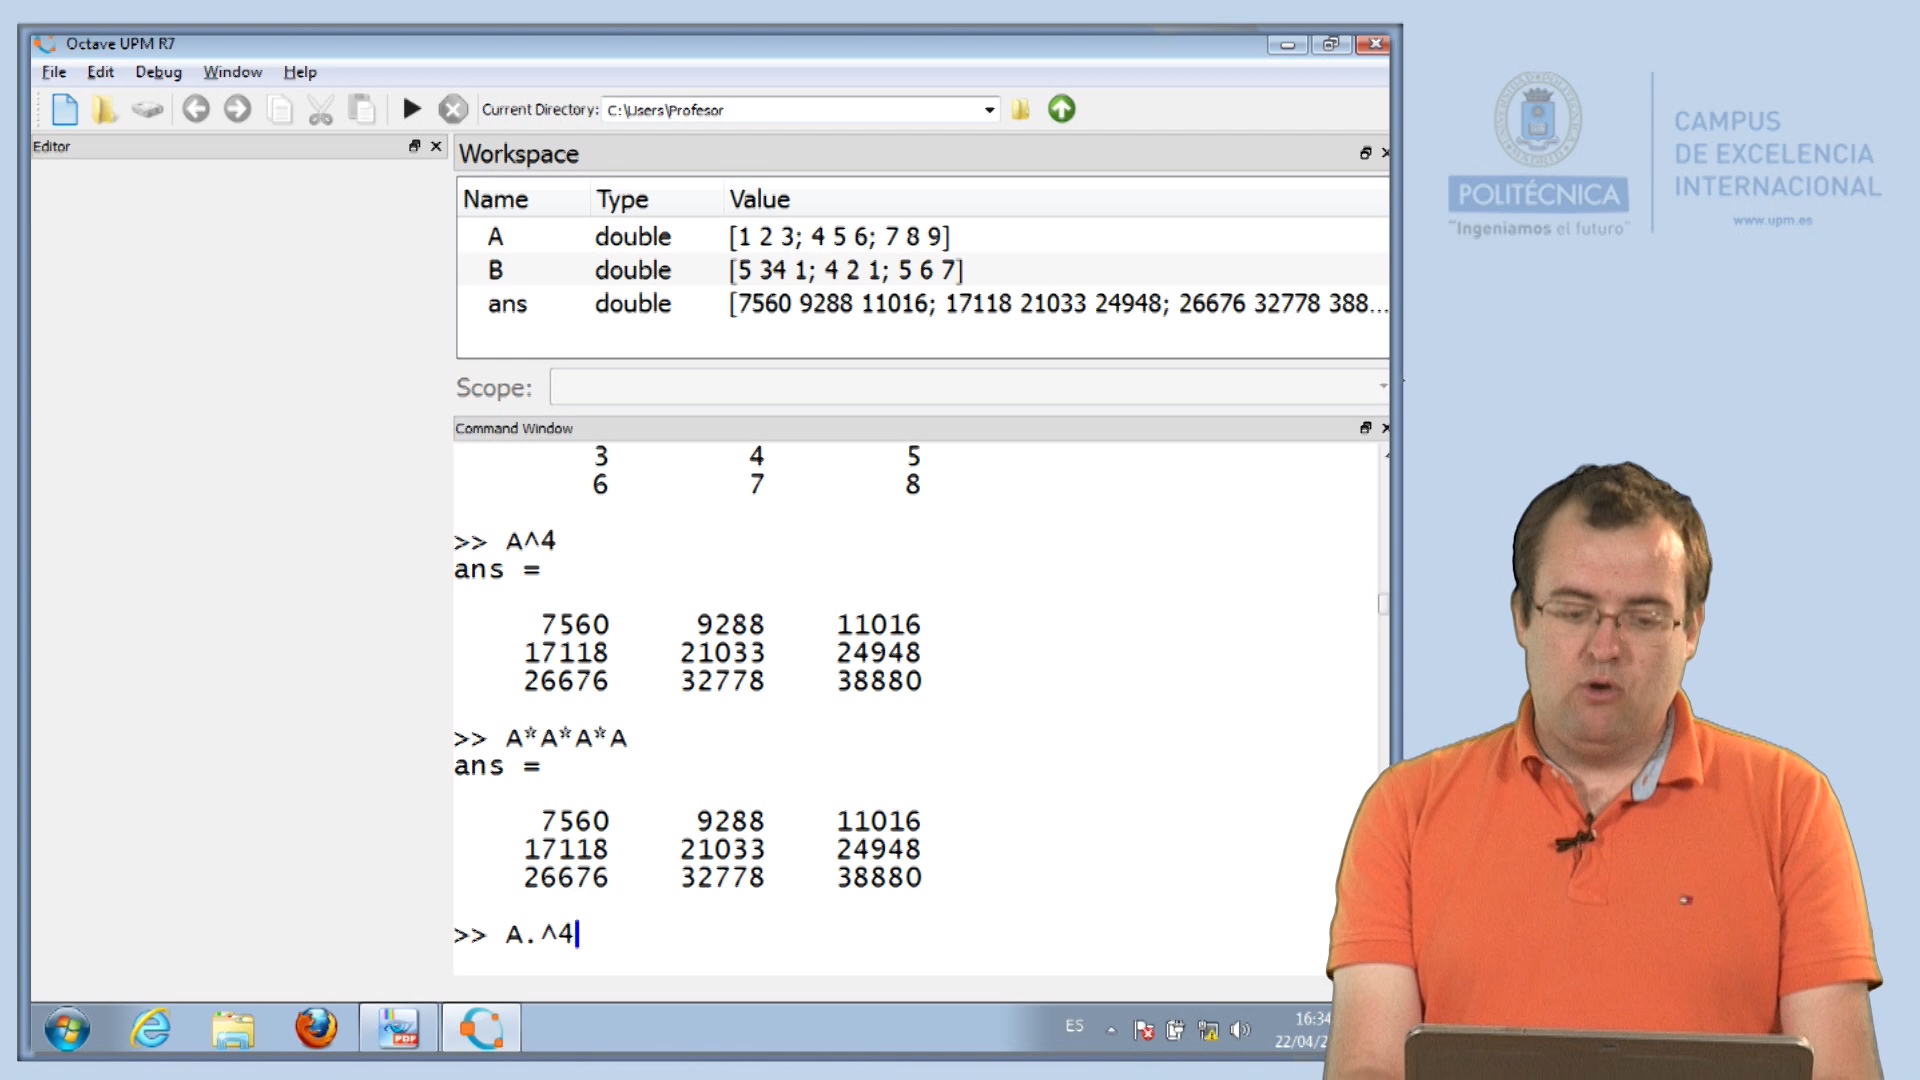 Octave UPM R7
File Edit Debug Window Help
Current Directory: C:\Users\Profesor
Editor
Workspace
Name Type Value
A double [1 2 3; 4 5 6; 7 8 9]
B double [5 34 1; 4 2 1; 5 6 7]
ans double [7560 9288 11016; 17118 21033 24948; 26676 32778 388...
Scope:
Command Window
3 4 5
6 7 8
>> A^4
ans =
7560 9288 11016
17118 21033 24948
26676 32778 38880
>> A*A*A*A
ans =
7560 9288 11016
17118 21033 24948
26676 32778 38880
>> A.^4
PDF
ES
16:34
22/04/2
POLITÉCNICA
"Ingeniamos el futuro"
CAMPUS
DE EXCELENCIA
INTERNACIONAL
www.upm.es